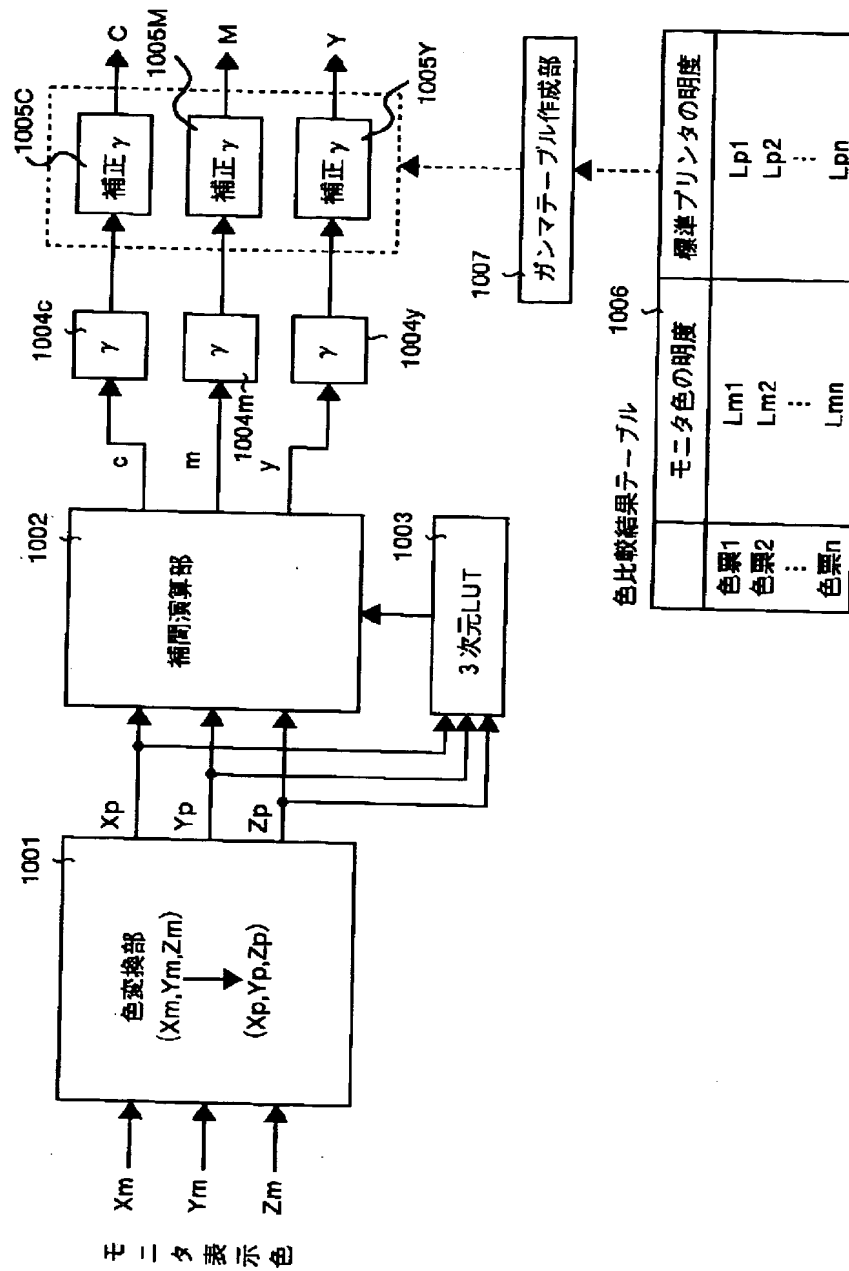 モニタ表示色
Xm
Ym
Zm
1001
色変換部
(Xm,Ym,Zm)
(Xp,Yp,Zp)
Xp
Yp
Zp
1002
補間演算部
1003
3次元LUT
c
m
y
1004c
γ
1004m
γ
1004y
γ
1005C
補正γ
1005M
補正γ
1005Y
補正γ
C
M
Y
1007
ガンマテーブル作成部
色比較結果テーブル
1006
モニタ色の明度 標準プリンタの明度
色票1 Lm1 Lp1
色票2 Lm2 Lp2
⋮ ⋮ ⋮
色票n Lmn Lpn